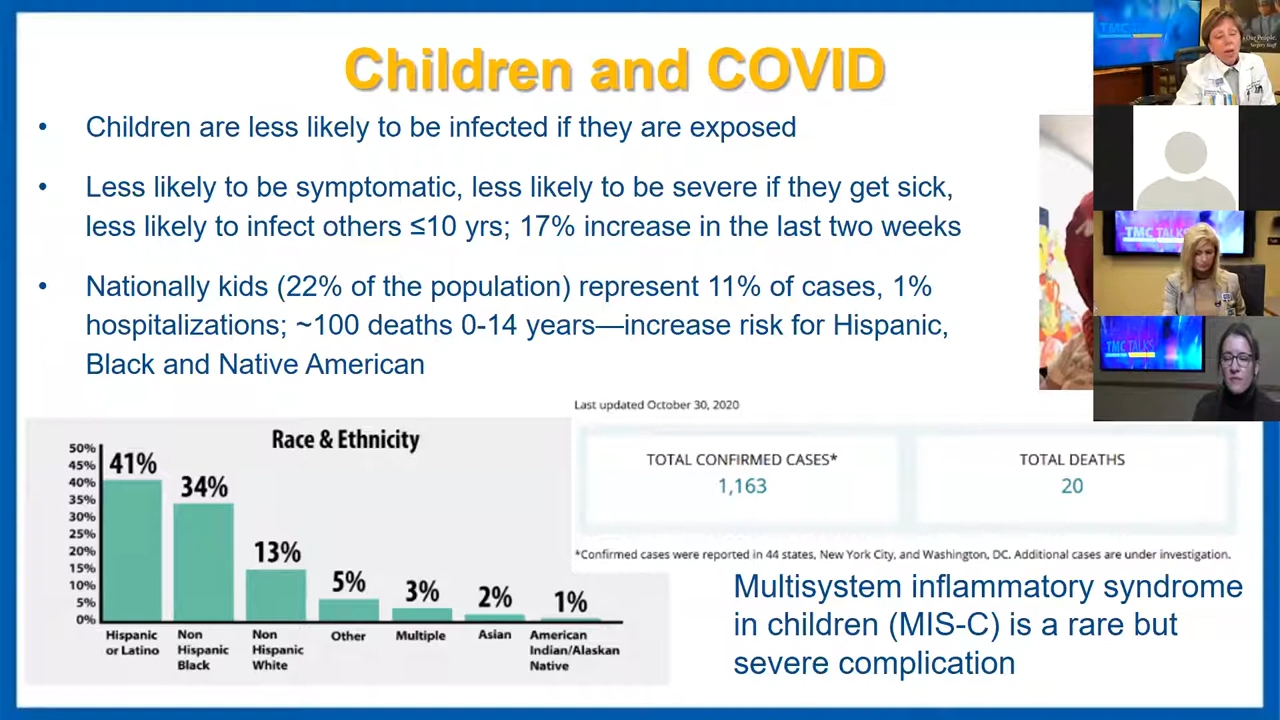 Children and COVID
• Children are less likely to be infected if they are exposed
• Less likely to be symptomatic, less likely to be severe if they get sick,
less likely to infect others ≤10 yrs; 17% increase in the last two weeks
• Nationally kids (22% of the population) represent 11% of cases, 1%
hospitalizations; ~100 deaths 0-14 years—increase risk for Hispanic,
Black and Native American
Last updated October 30, 2020
TOTAL CONFIRMED CASES*
1,163
TOTAL DEATHS
20
*Confirmed cases were reported in 44 states, New York City, and Washington, DC. Additional cases are under investigation.
Multisystem inflammatory syndrome
in children (MIS-C) is a rare but
severe complication
Race & Ethnicity
50%
45%
40%
35%
30%
25%
20%
15%
10%
5%
0%
41%
34%
13%
5%
3%
2%
1%
Hispanic
or Latino
Non
Hispanic
Black
Non
Hispanic
White
Other
Multiple
Asian
American
Indian/Alaskan
Native
TMC TALKS
TMC TALKS
TMC TALKS
Our People.